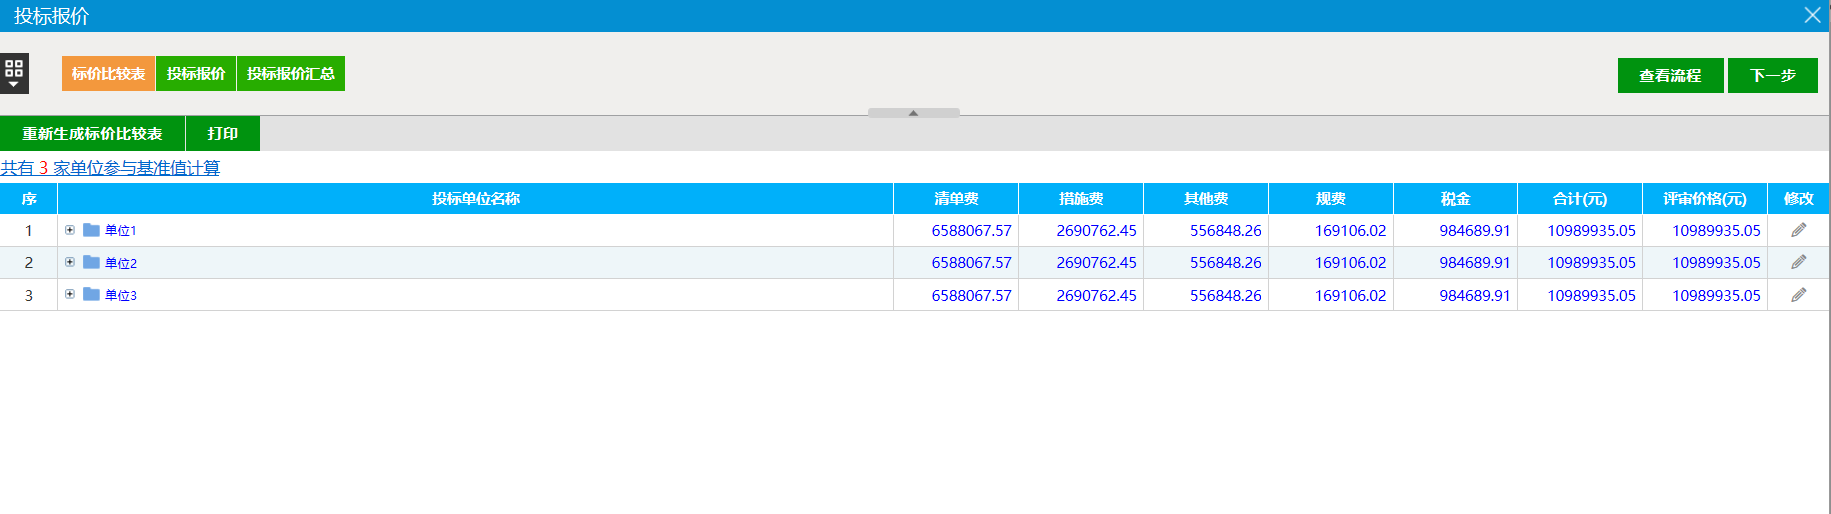 投标报价
标价比较表 投标报价 投标报价汇总 查看流程 下一步
重新生成标价比较表 打印
共有 3 家单位参与基准值计算
序 投标单位名称 清单费 措施费 其他费 规费 税金 合计(元) 评审价格(元) 修改
1 单位1 6588067.57 2690762.45 556848.26 169106.02 984689.91 10989935.05 10989935.05
2 单位2 6588067.57 2690762.45 556848.26 169106.02 984689.91 10989935.05 10989935.05
3 单位3 6588067.57 2690762.45 556848.26 169106.02 984689.91 10989935.05 10989935.05